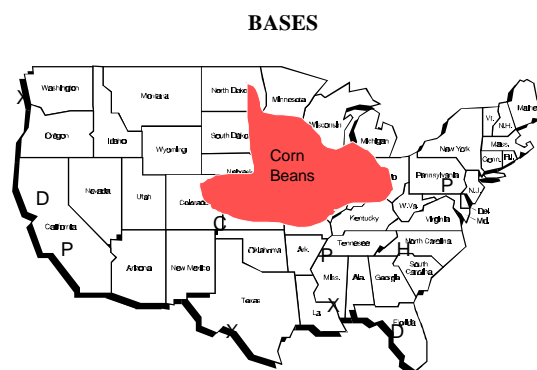 BASES
Washington
Montana
North Dako
Minnesota
Maine
X
Vt.
N.H.
Oregon
Idaho
South Dako
Wisconsin
Michigan
New York
Mass.
Wyoming
Corn
Beans
Conn.
R.I.
Nevada
Utah
Colorado
Pennsylvania
P
N.J.
D
W.Va.
Del.
Md.
California
P
C
Kentucky
Virginia
Oklahoma
Ark.
P
Tennessee
H
North Carolina
Arizona
New Mexico
Miss.
Ala.
Georgia
South
Carolina
Texas
La.
X
X
Florida
D